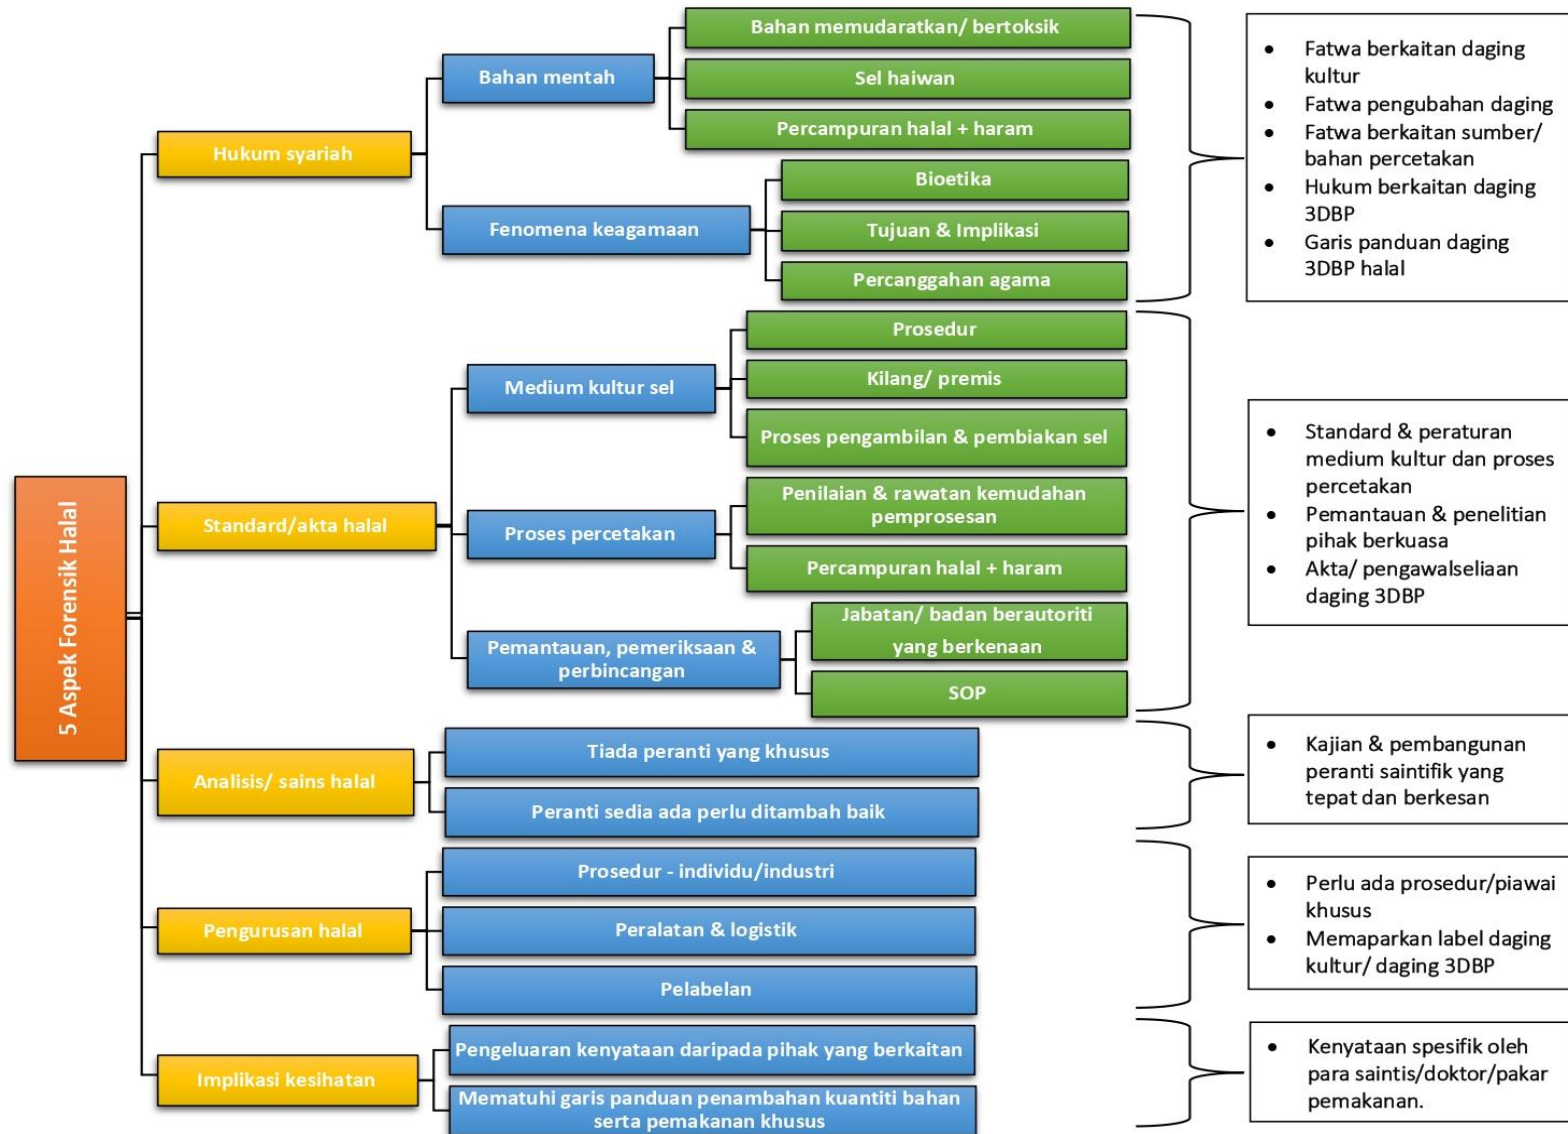 5 Aspek Forensik Halal
Hukum syariah
Bahan mentah
Bahan memudaratkan/ bertoksik
Sel haiwan
Percampuran halal + haram
Fenomena keagamaan
Bioetika
Tujuan & Implikasi
Percanggahan agama
• Fatwa berkaitan daging
kultur
• Fatwa pengubahan daging
• Fatwa berkaitan sumber/
bahan percetakan
• Hukum berkaitan daging
3DBP
• Garis panduan daging
3DBP halal
Standard/akta halal
Medium kultur sel
Prosedur
Kilang/ premis
Proses pengambilan & pembiakan sel
Proses percetakan
Penilaian & rawatan kemudahan
pemprosesan
Percampuran halal + haram
Pemantauan, pemeriksaan &
perbincangan
Jabatan/ badan berautoriti
yang berkenaan
SOP
• Standard & peraturan
medium kultur dan proses
percetakan
• Pemantauan & penelitian
pihak berkuasa
• Akta/ pengawalseliaan
daging 3DBP
Analisis/ sains halal
Tiada peranti yang khusus
Peranti sedia ada perlu ditambah baik
• Kajian & pembangunan
peranti saintifik yang
tepat dan berkesan
Pengurusan halal
Prosedur - individu/industri
Peralatan & logistik
Pelabelan
• Perlu ada prosedur/piawai
khusus
• Memaparkan label daging
kultur/ daging 3DBP
Implikasi kesihatan
Pengeluaran kenyataan daripada pihak yang berkaitan
Mematuhi garis panduan penambahan kuantiti bahan
serta pemakanan khusus
• Kenyataan spesifik oleh
para saintis/doktor/pakar
pemakanan.